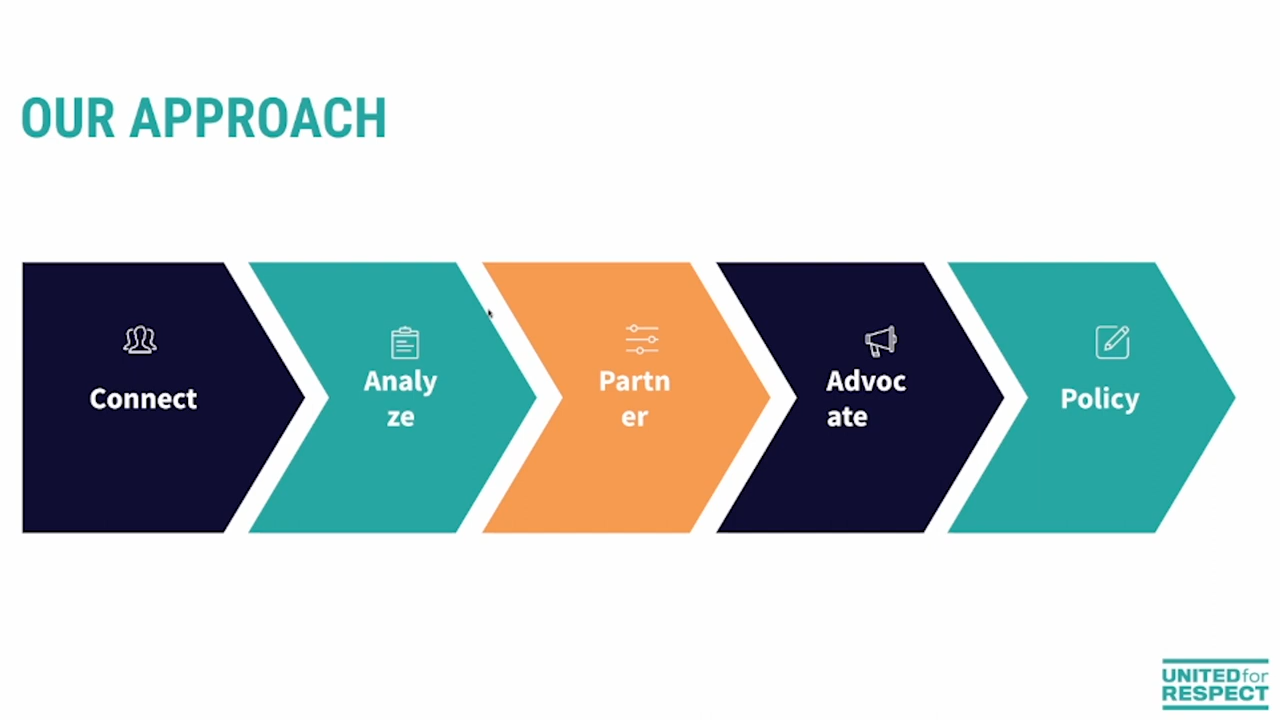 OUR APPROACH
Connect
Analy
ze
Partn
er
Advoc
ate
Policy
UNITED for
RESPECT